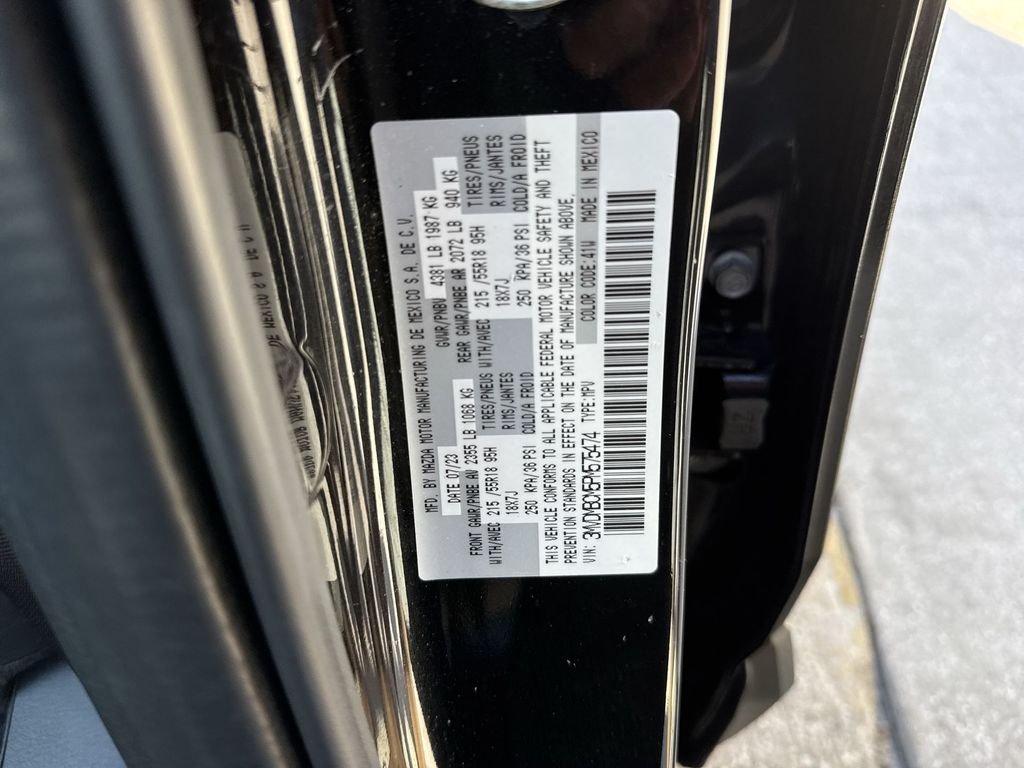 MFD. BY MAZDA MOTOR MANUFACTURING DE MEXICO S.A. DE C.V.
DATE 07/23 GVWR/PNBV 4381 LB 1987 KG
FRONT GAWR/PNBE AV 2355 LB 1068 KG REAR GAWR/PNBE AR 2072 LB 940 KG
WITH/AVEC 215 /55R18 95H TIRES/PNEUS WITH/AVEC 215 /55R18 95H TIRES/PNEUS
18X7J RIMS/JANTES 18X7J RIMS/JANTES
250 KPA/36 PSI COLD/A FROID 250 KPA/36 PSI COLD/A FROID
THIS VEHICLE CONFORMS TO ALL APPLICABLE FEDERAL MOTOR VEHICLE SAFETY AND THEFT
PREVENTION STANDARDS IN EFFECT ON THE DATE OF MANUFACTURE SHOWN ABOVE.
VIN: 3MVDMBCM5PM575474 TYPE:MPV COLOR CODE:41W MADE IN MEXICO